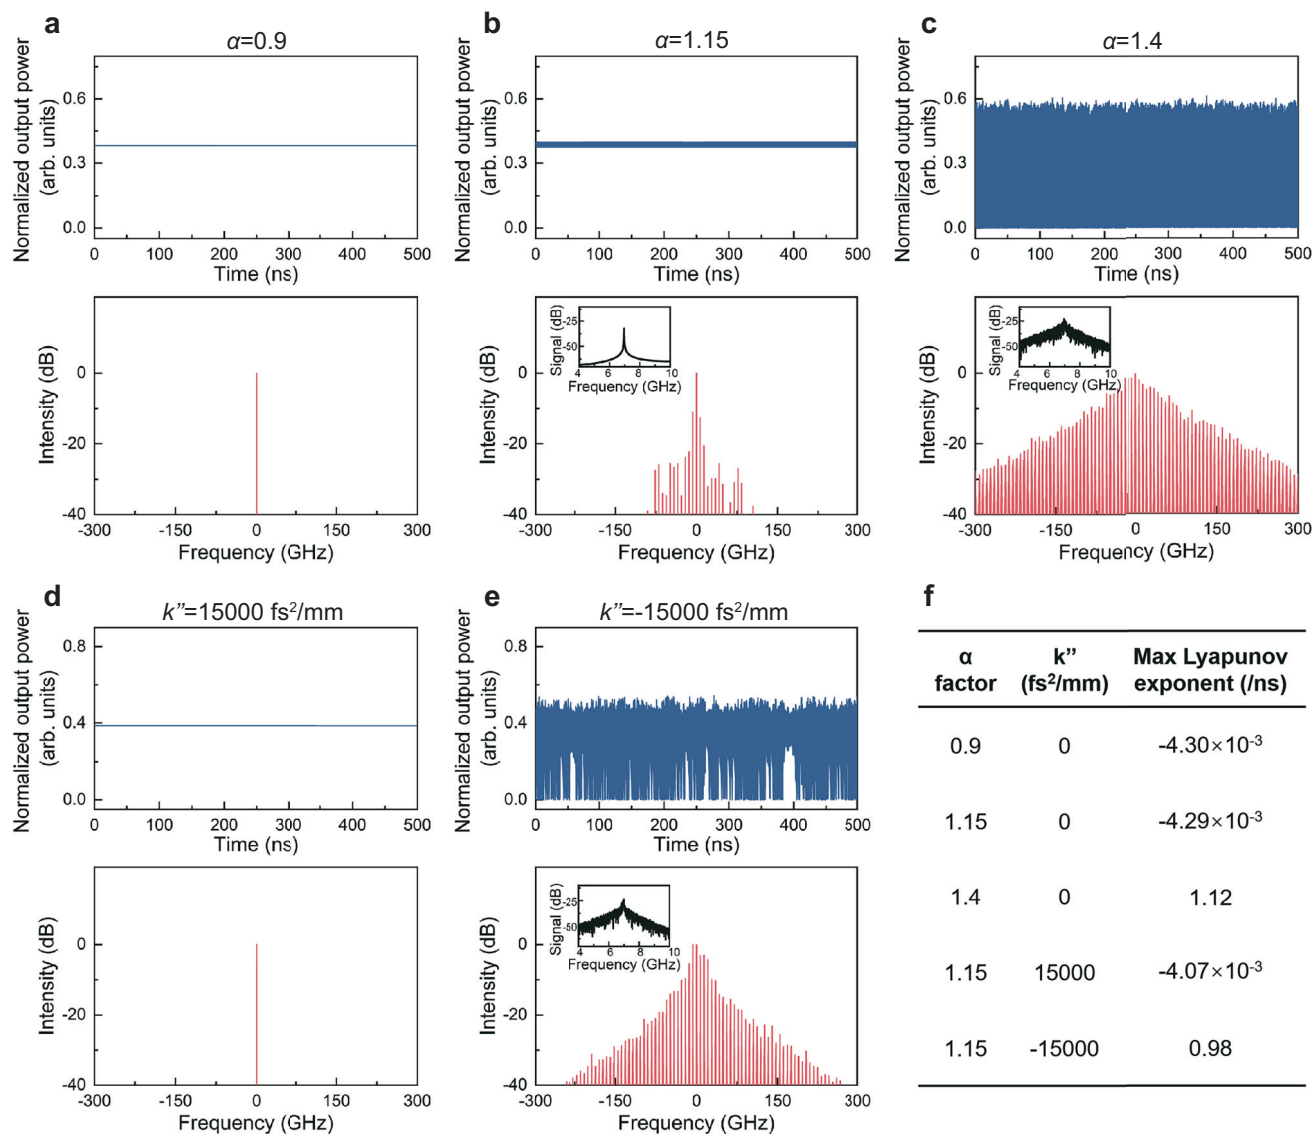 a
α=0.9
Normalized output power
(arb. units)
0.6
0.3
0.0
0 100 200 300 400 500
Time (ns)
Intensity (dB)
0
-20
-40
-300 -150 0 150 300
Frequency (GHz)
b
α=1.15
Normalized output power
(arb. units)
0.6
0.3
0.0
0 100 200 300 400 500
Time (ns)
Signal (dB)
-25
-50
4 6 8 10
Frequency (GHz)
Intensity (dB)
0
-20
-40
-300 -150 0 150 300
Frequency (GHz)
c
α=1.4
Normalized output power
(arb. units)
0.6
0.3
0.0
0 100 200 300 400 500
Time (ns)
Signal (dB)
-25
-50
4 6 8 10
Frequency (GHz)
Intensity (dB)
0
-20
-40
-300 -150 0 150 300
Frequency (GHz)
d
k”=15000 fs²/mm
Normalized output power
(arb. units)
0.8
0.4
0.0
0 100 200 300 400 500
Time (ns)
Intensity (dB)
0
-20
-40
-300 -150 0 150 300
Frequency (GHz)
e
k”=-15000 fs²/mm
Normalized output power
(arb. units)
0.8
0.4
0.0
0 100 200 300 400 500
Time (ns)
Signal (dB)
-25
-50
4 6 8 10
Frequency (GHz)
Intensity (dB)
0
-20
-40
-300 -150 0 150 300
Frequency (GHz)
f
α k” Max Lyapunov
factor (fs²/mm) exponent (/ns)
0.9 0 -4.30×10⁻³
1.15 0 -4.29×10⁻³
1.4 0 1.12
1.15 15000 -4.07×10⁻³
1.15 -15000 0.98